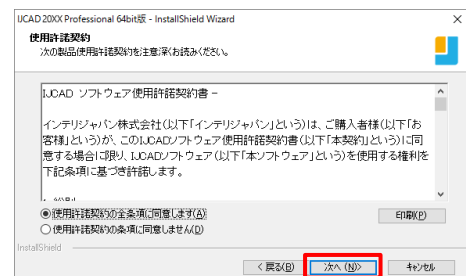 IJCAD 20XX Professional 64bit版 - InstallShield Wizard
使用許諾契約
次の製品使用許諾契約を注意深くお読みください。
IJCAD ソフトウェア使用許諾契約書 -
インテリジャパン株式会社(以下「インテリジャパン」という)は、ご購入者様(以下「お
客様」という)が、このIJCADソフトウェア使用許諾契約書(以下「本契約」という)に同
意する場合に限り、IJCADソフトウェア(以下「本ソフトウェア」という)を使用する権利を
下記条項に基づき許諾します。
使用許諾契約の全条項に同意します(A)
印刷(P)
使用許諾契約の条項に同意しません(D)
InstallShield
< 戻る(B)
次へ (N)>
キャンセル